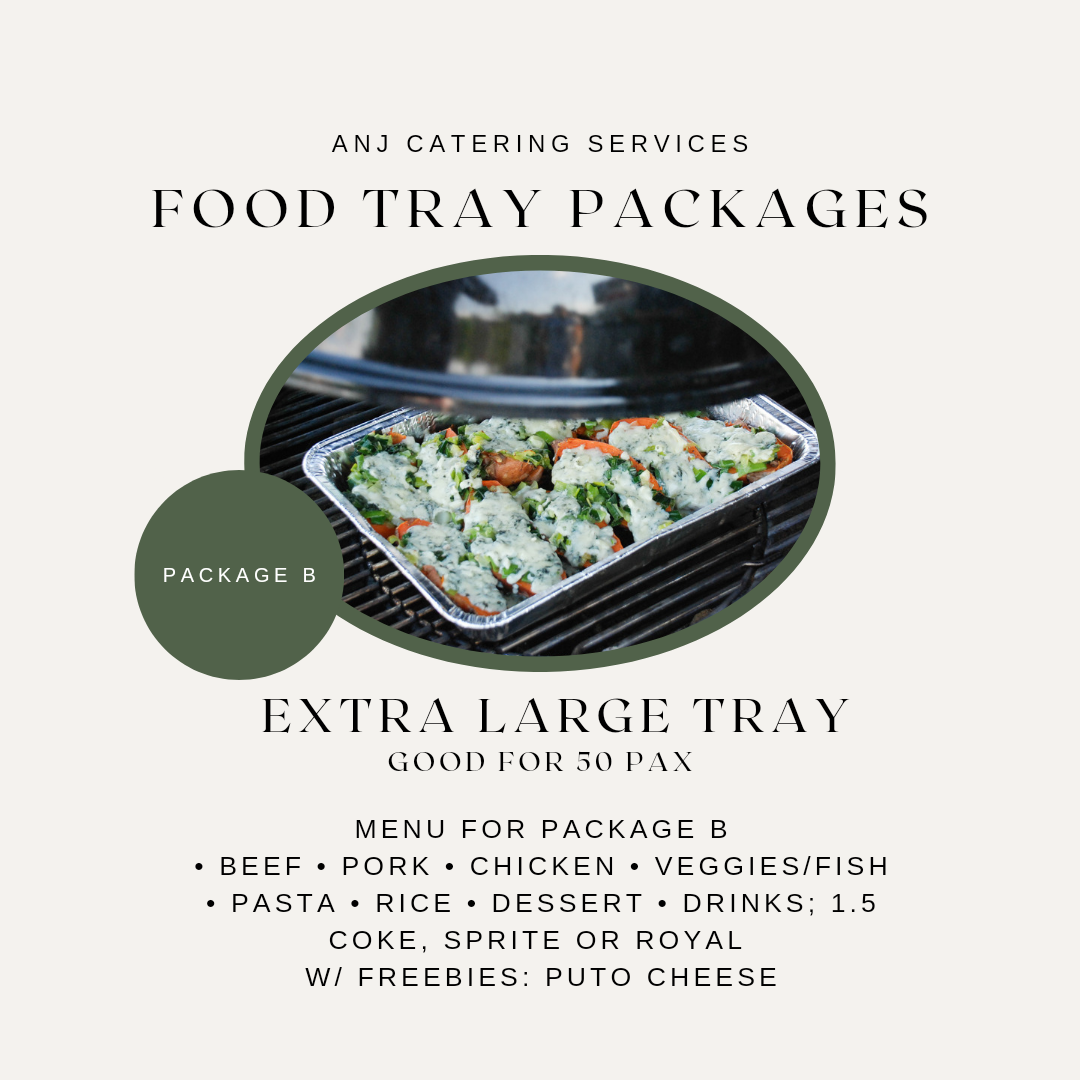 ANJ CATERING SERVICES
FOOD TRAY PACKAGES
PACKAGE B
EXTRA LARGE TRAY
GOOD FOR 50 PAX
MENU FOR PACKAGE B
• BEEF • PORK • CHICKEN • VEGGIES/FISH
• PASTA • RICE • DESSERT • DRINKS; 1.5
COKE, SPRITE OR ROYAL
W/ FREEBIES: PUTO CHEESE